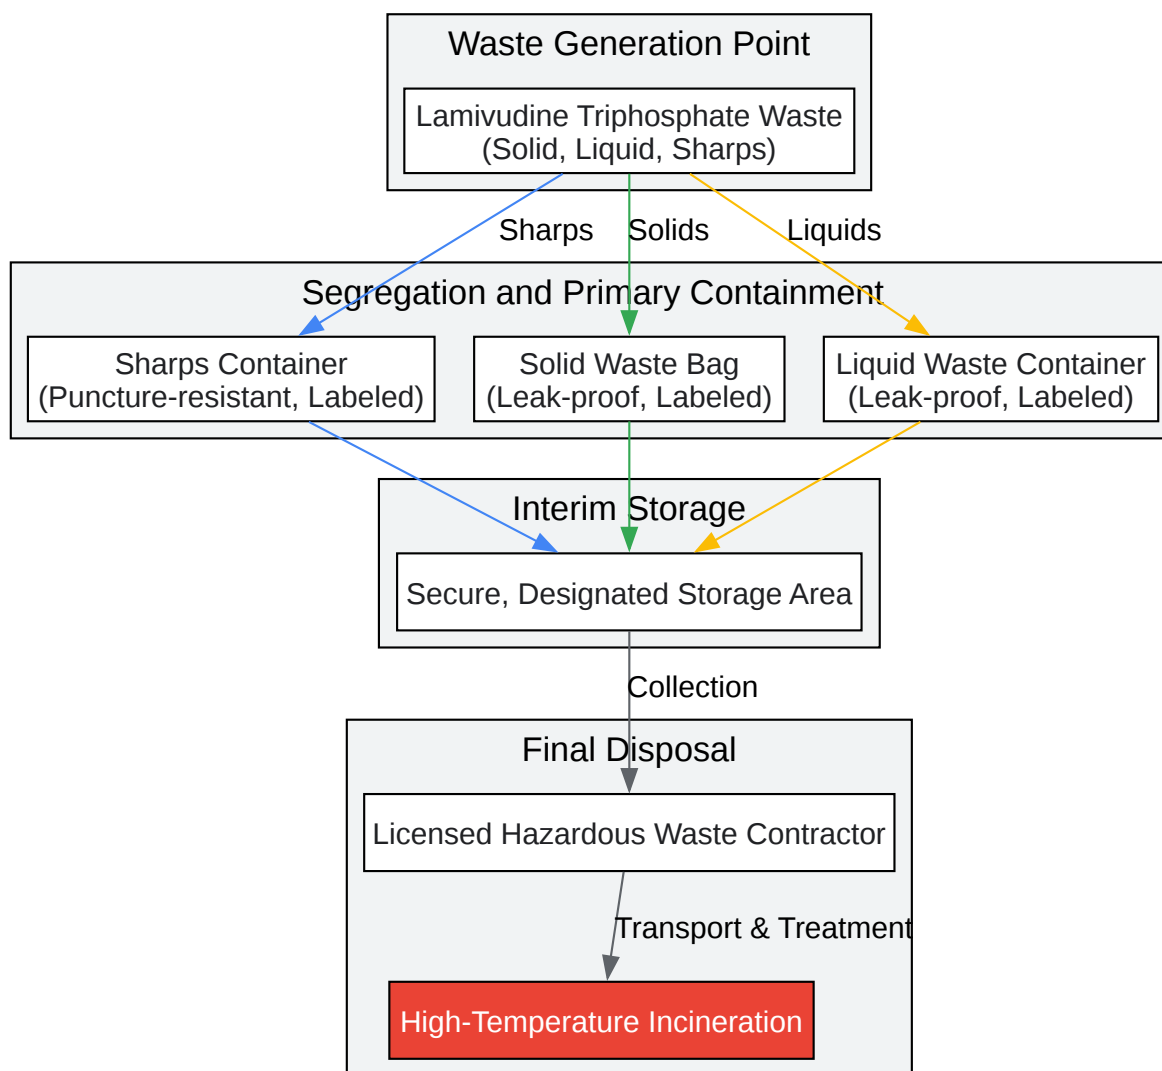 Waste Generation Point
Lamivudine Triphosphate Waste
(Solid, Liquid, Sharps)
Sharps
Solids
Liquids
Segregation and Primary Containment
Sharps Container
(Puncture-resistant, Labeled)
Solid Waste Bag
(Leak-proof, Labeled)
Liquid Waste Container
(Leak-proof, Labeled)
Interim Storage
Secure, Designated Storage Area
Collection
Final Disposal
Licensed Hazardous Waste Contractor
Transport & Treatment
High-Temperature Incineration